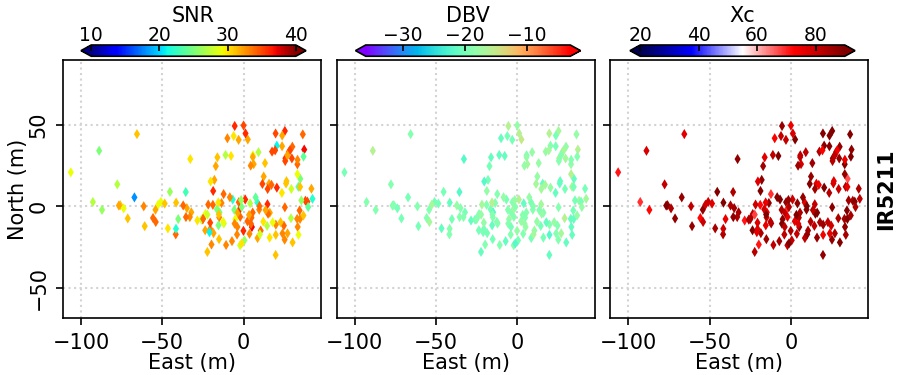 SNR DBV Xc
10 20 30 40 −30 −20 −10 20 40 60 80
50
0
−50
North (m)
IR5211
−100 −50 0 −100 −50 0 −100 −50 0
East (m) East (m) East (m)